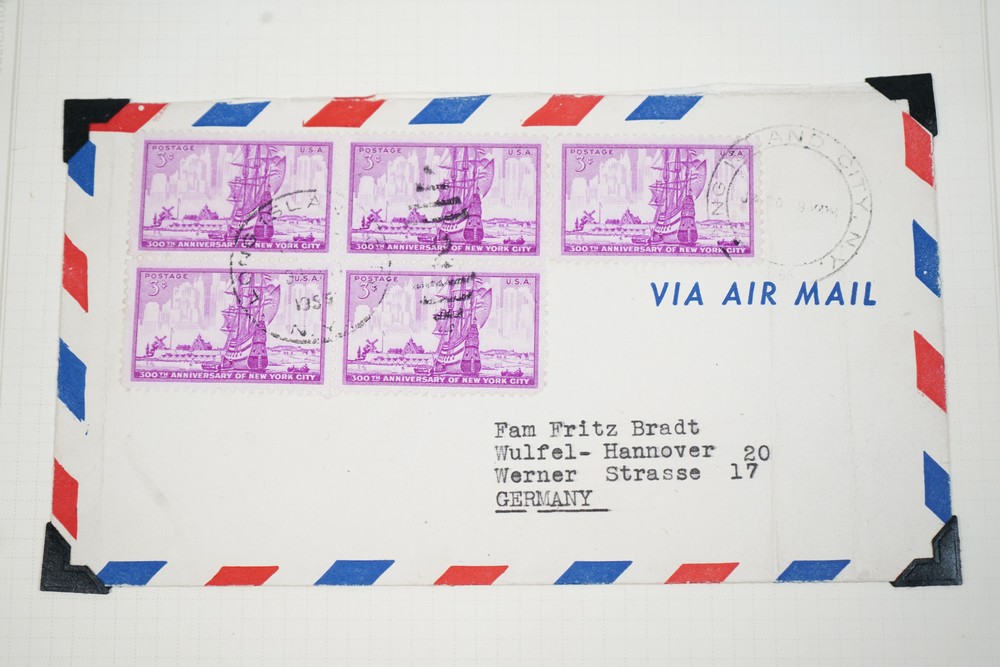 POSTAGE U.S.A.
3¢
300TH ANNIVERSARY OF NEW YORK CITY
POSTAGE U.S.A.
3¢
300TH ANNIVERSARY OF NEW YORK CITY
POSTAGE U.S.A.
3¢
300TH ANNIVERSARY OF NEW YORK CITY
AND CITY, N.Y.
POSTAGE U.S.A.
3¢
300TH ANNIVERSARY OF NEW YORK CITY
POSTAGE U.S.A.
3¢
300TH ANNIVERSARY OF NEW YORK CITY
N.Y.
VIA AIR MAIL
Fam Fritz Bradt
Wulfel- Hannover 20
Werner Strasse 17
GERMANY